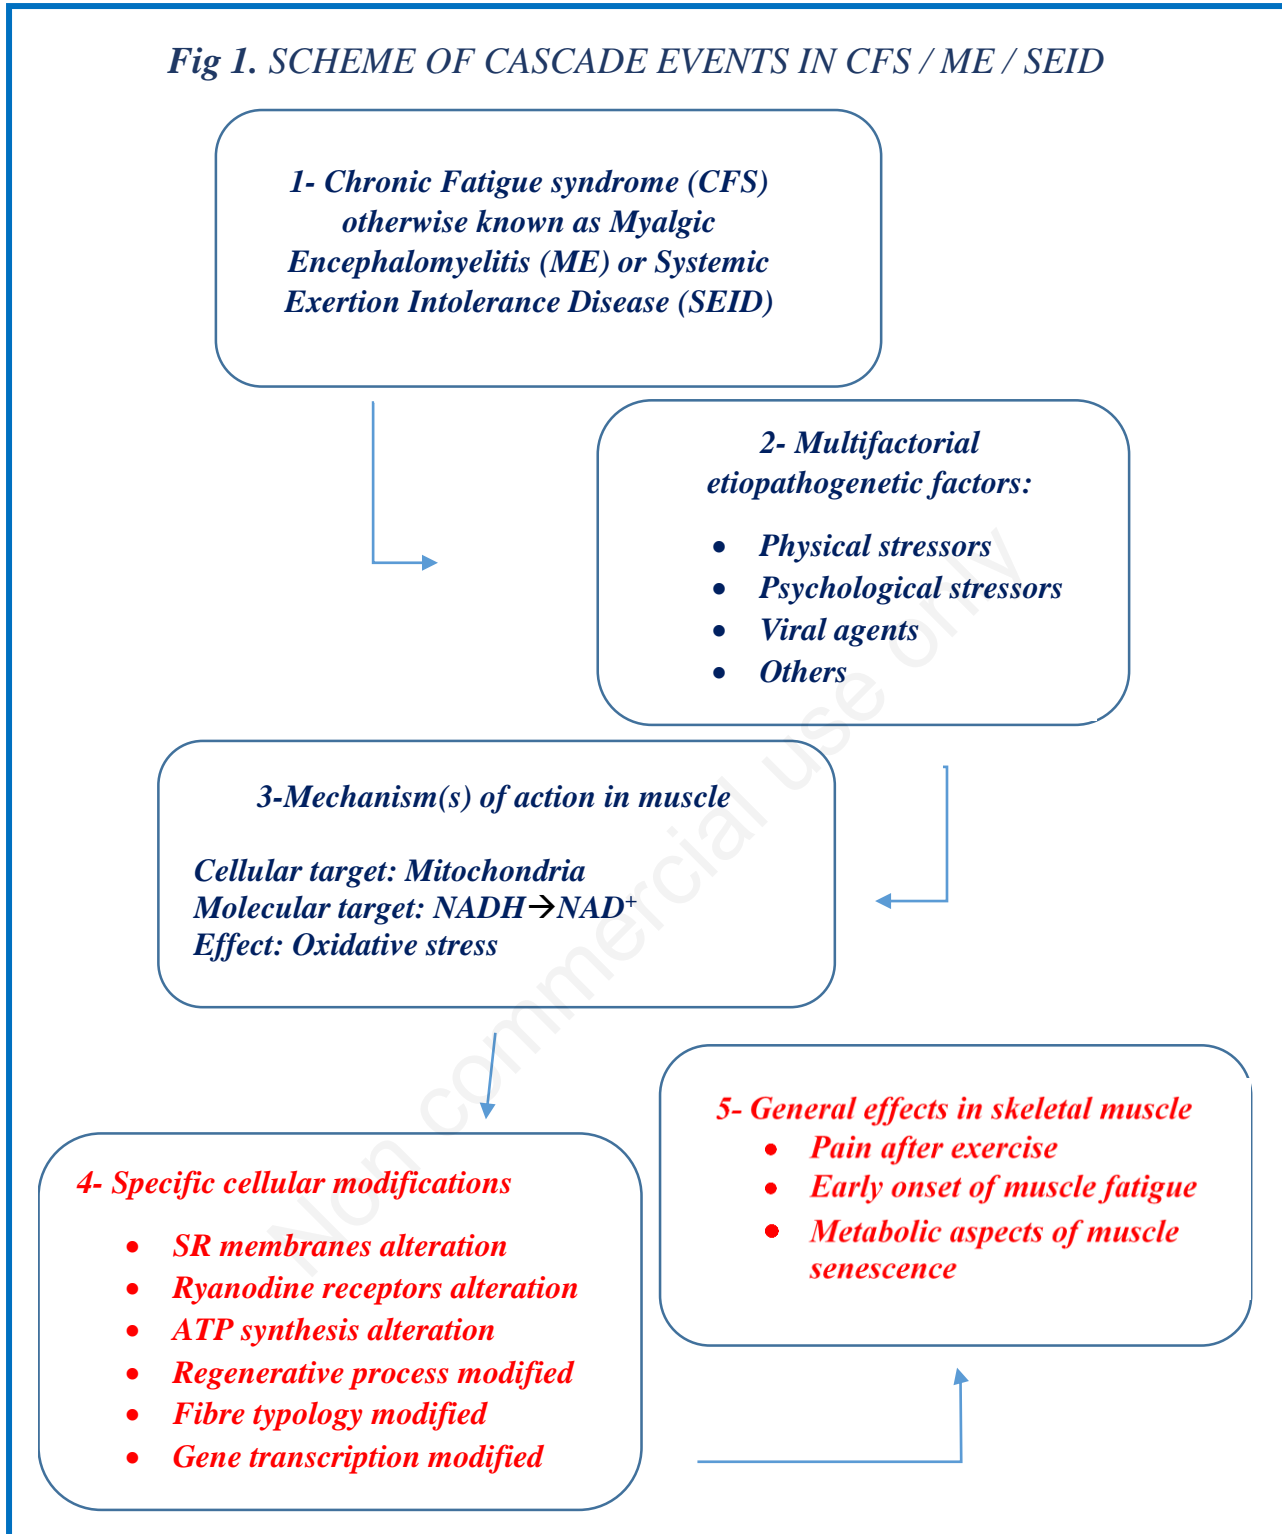 Fig 1. SCHEME OF CASCADE EVENTS IN CFS / ME / SEID
1- Chronic Fatigue syndrome (CFS)
otherwise known as Myalgic
Encephalomyelitis (ME) or Systemic
Exertion Intolerance Disease (SEID)
2- Multifactorial
etiopathogenetic factors:
• Physical stressors
• Psychological stressors
• Viral agents
• Others
3-Mechanism(s) of action in muscle
Cellular target: Mitochondria
Molecular target: NADH→NAD⁺
Effect: Oxidative stress
4- Specific cellular modifications
• SR membranes alteration
• Ryanodine receptors alteration
• ATP synthesis alteration
• Regenerative process modified
• Fibre typology modified
• Gene transcription modified
5- General effects in skeletal muscle
• Pain after exercise
• Early onset of muscle fatigue
• Metabolic aspects of muscle
senescence
Non commercial use only